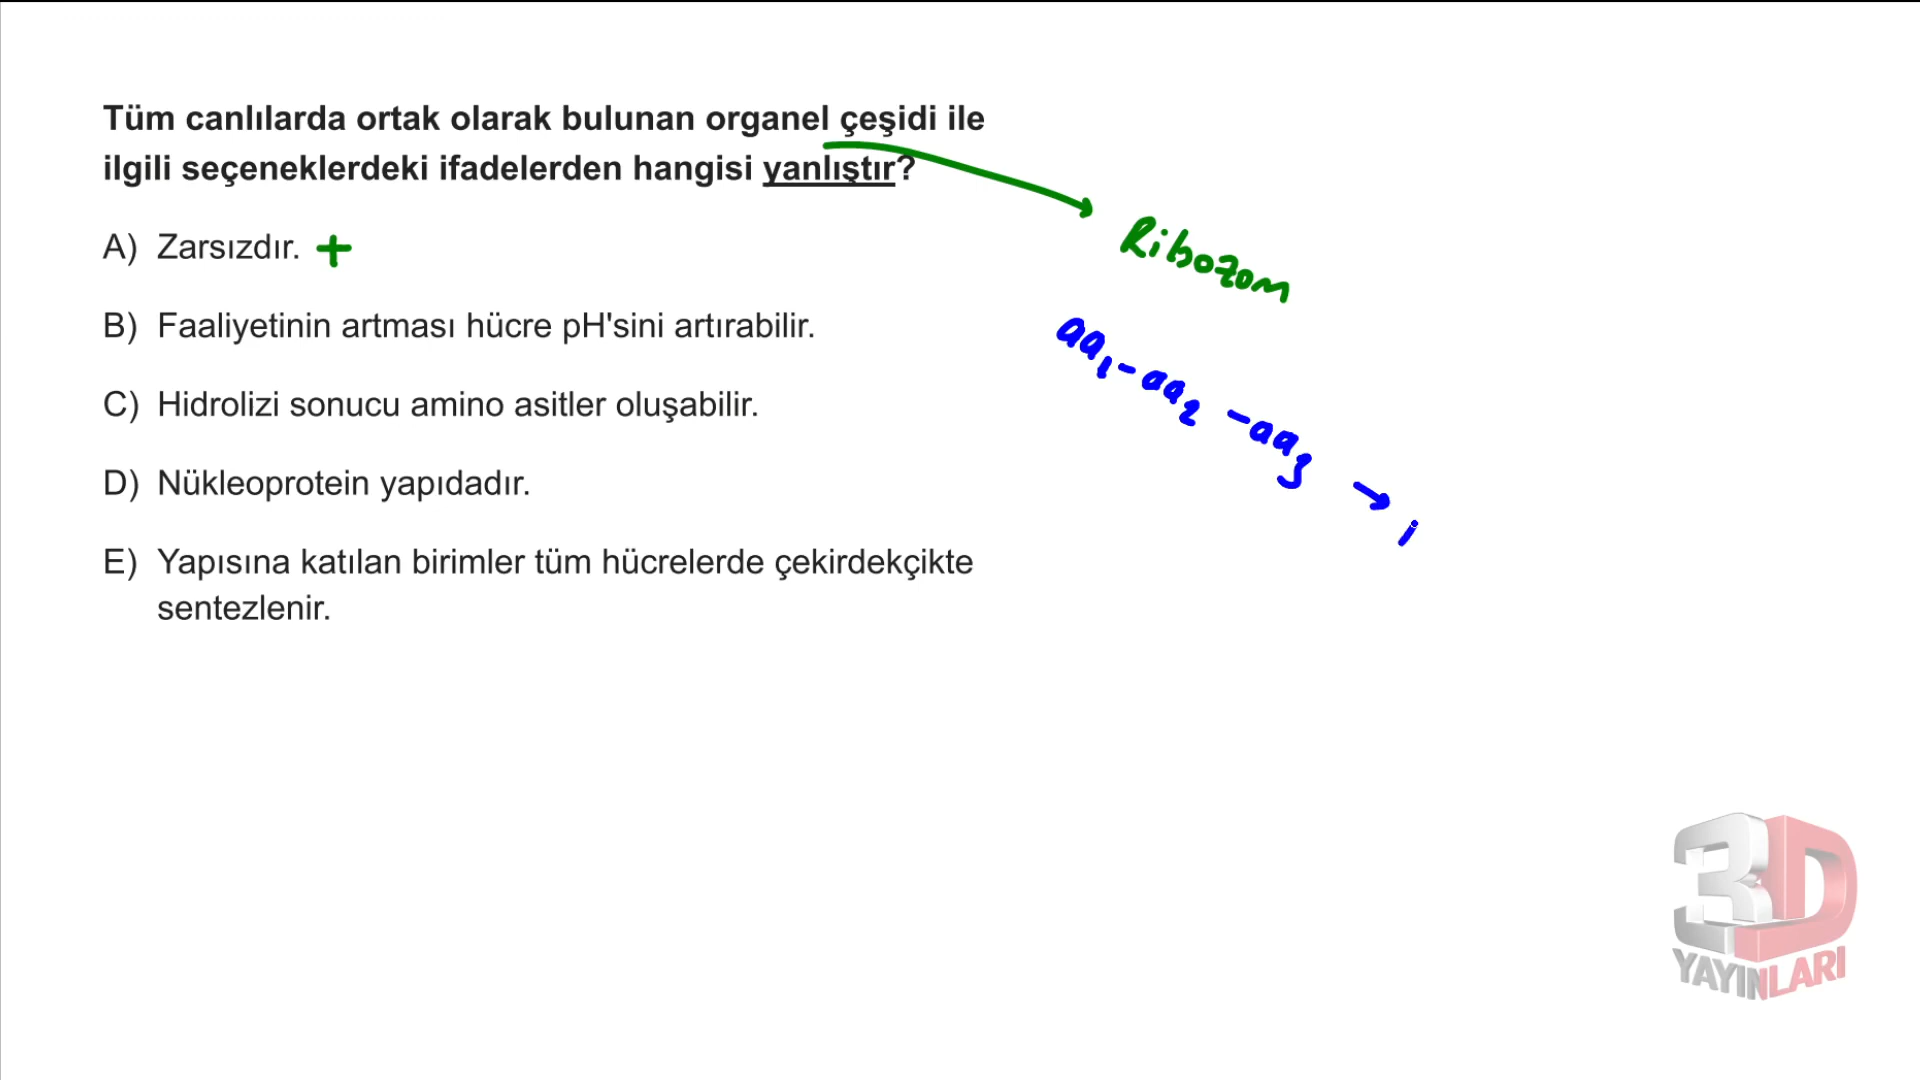 Tüm canlılarda ortak olarak bulunan organel çeşidi ile
ilgili seçeneklerdeki ifadelerden hangisi yanlıştır?
A) Zarsızdır. +
B) Faaliyetinin artması hücre pH'sini artırabilir.
C) Hidrolizi sonucu amino asitler oluşabilir.
D) Nükleoprotein yapıdadır.
E) Yapısına katılan birimler tüm hücrelerde çekirdekçikte
sentezlenir.
Ribozom
aa1 - aa2 - aa3 →
3D
YAYINLARI